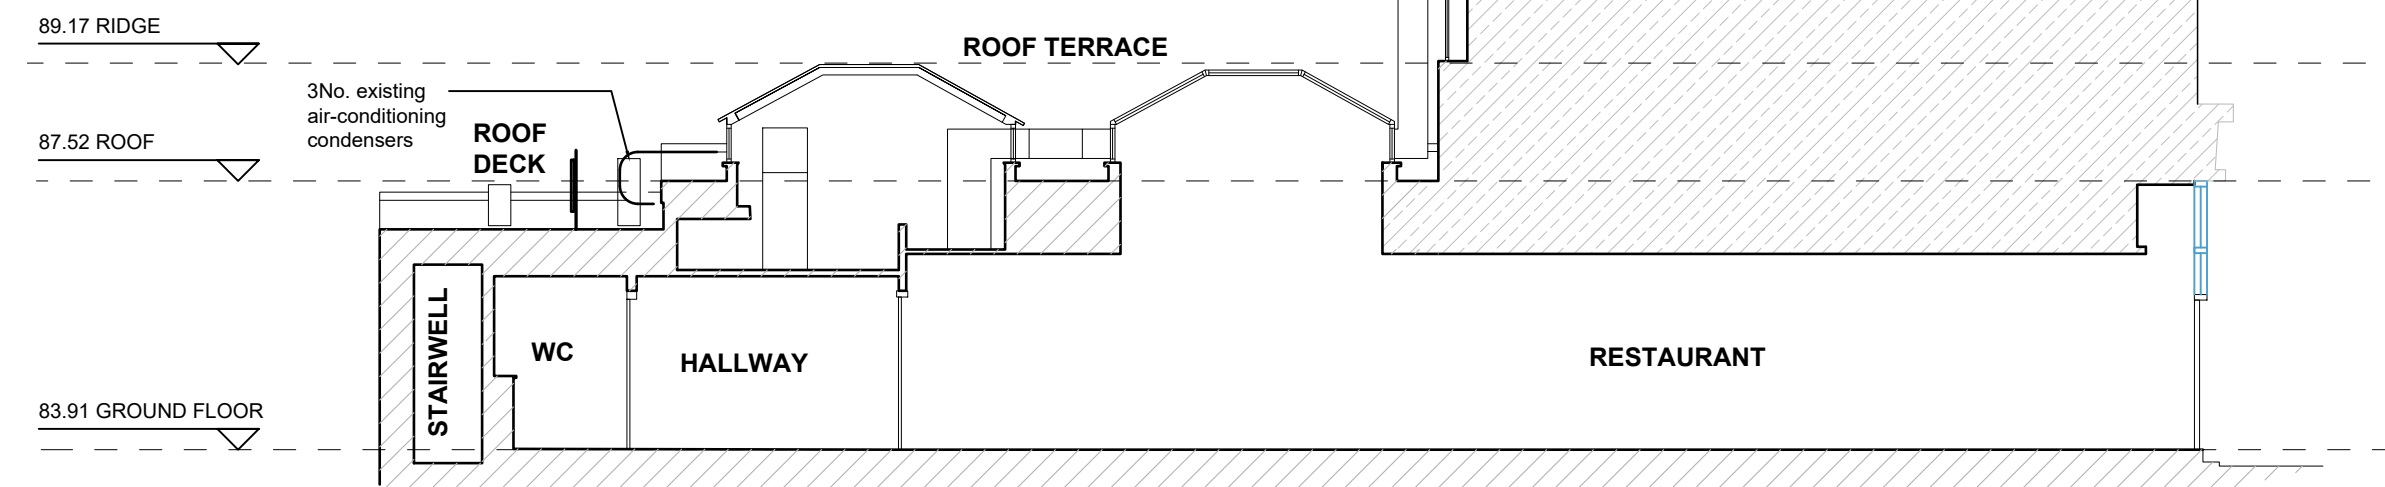 89.17 RIDGE
ROOF TERRACE
3No. existing
air-conditioning
condensers
ROOF
DECK
87.52 ROOF
STAIRWELL
WC
HALLWAY
RESTAURANT
83.91 GROUND FLOOR